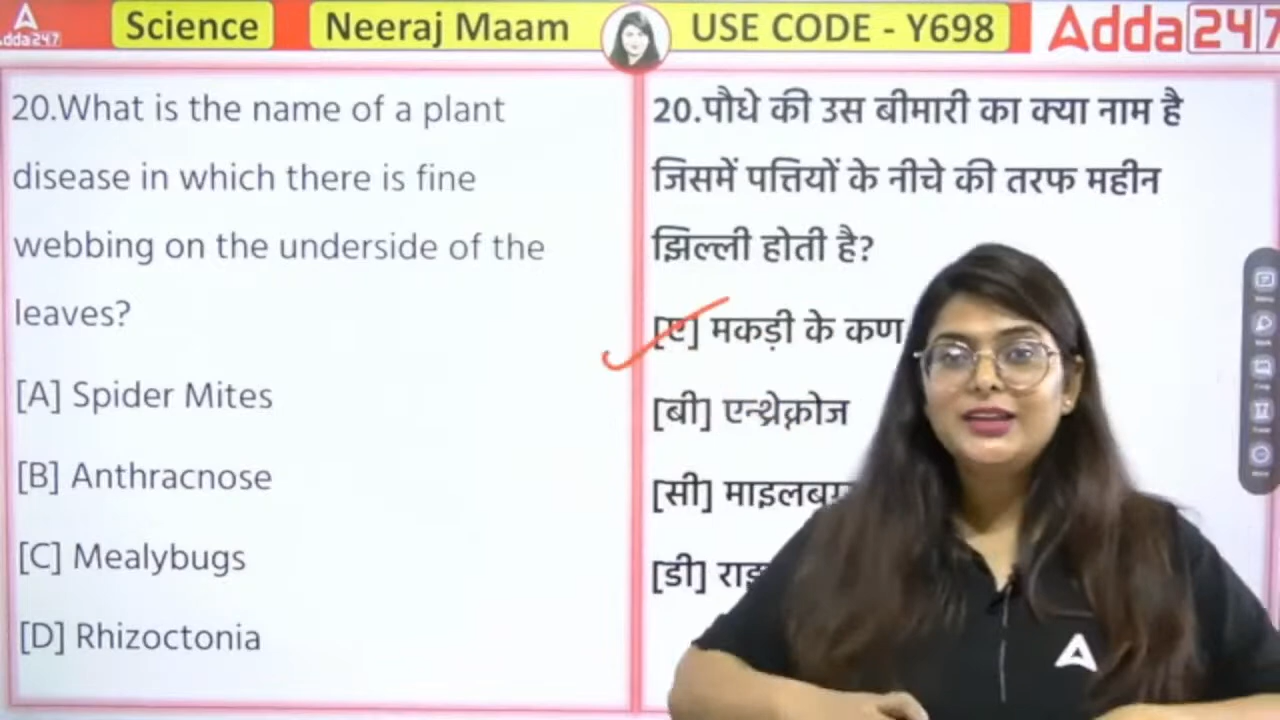 Science
Neeraj Maam
USE CODE - Y698
Adda247
dda247
20.What is the name of a plant
disease in which there is fine
webbing on the underside of the
leaves?
[A] Spider Mites
[B] Anthracnose
[C] Mealybugs
[D] Rhizoctonia
20.पौधे की उस बीमारी का क्या नाम है
जिसमें पत्तियों के नीचे की तरफ महीन
झिल्ली होती है?
[ए] मकड़ी के कण
[बी] एन्थ्रेक्नोज
[सी]
[डी]